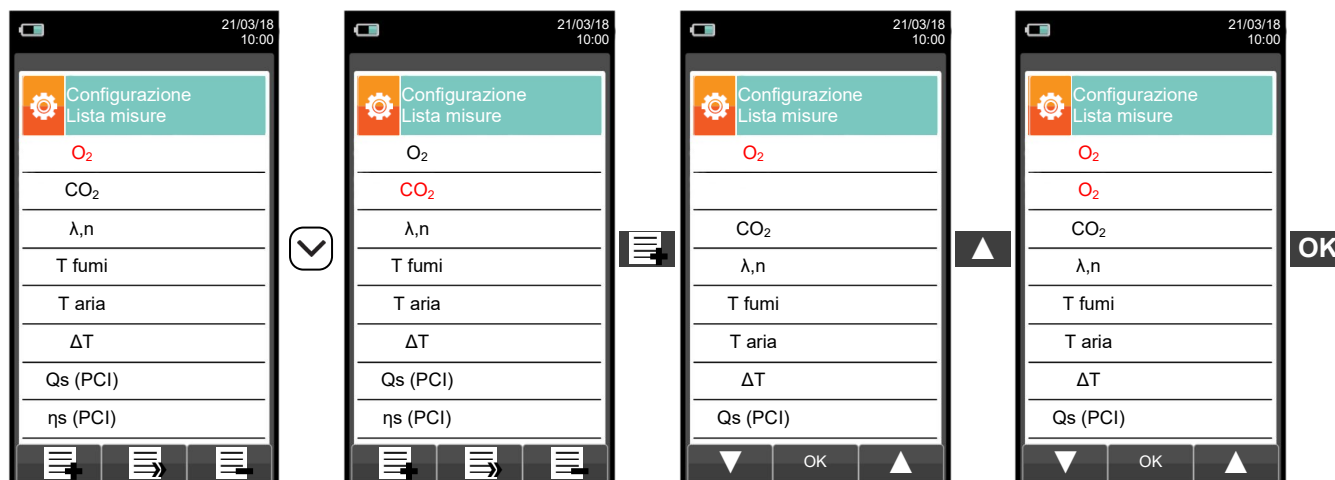 21/03/18
10:00
Configurazione
Lista misure
O₂
CO₂
λ,n
T fumi
T aria
ΔT
Qs (PCI)
ηs (PCI)
21/03/18
10:00
Configurazione
Lista misure
O₂
CO₂
λ,n
T fumi
T aria
ΔT
Qs (PCI)
ηs (PCI)
21/03/18
10:00
Configurazione
Lista misure
O₂
CO₂
λ,n
T fumi
T aria
ΔT
Qs (PCI)
OK
21/03/18
10:00
Configurazione
Lista misure
O₂
O₂
CO₂
λ,n
T fumi
T aria
ΔT
Qs (PCI)
OK
OK